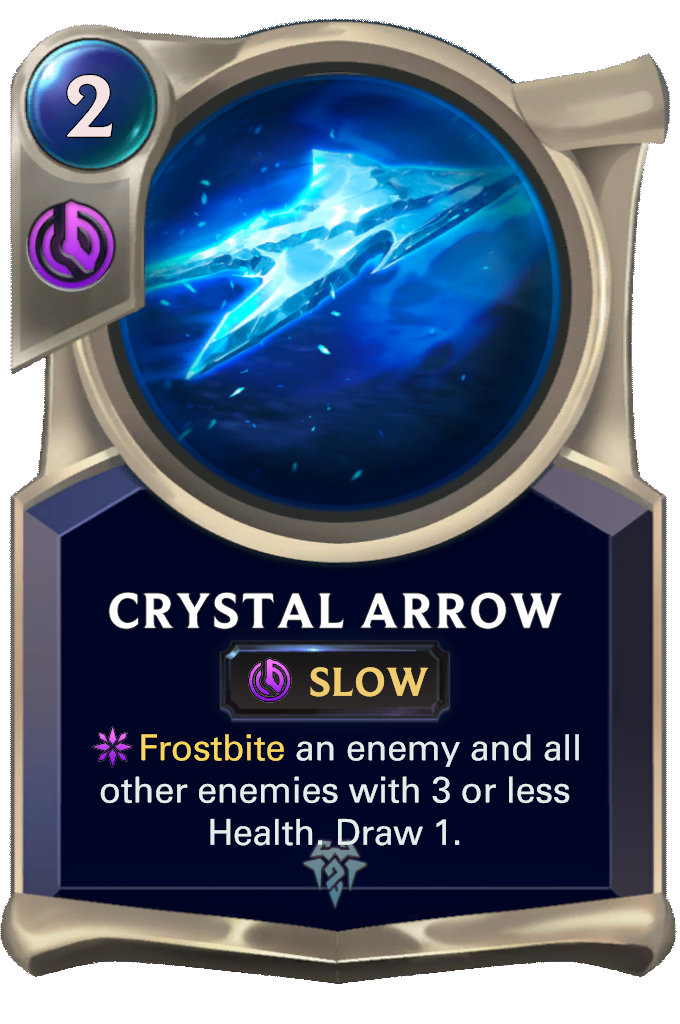 2
CRYSTAL ARROW
SLOW
Frostbite an enemy and all
other enemies with 3 or less
Health. Draw 1.